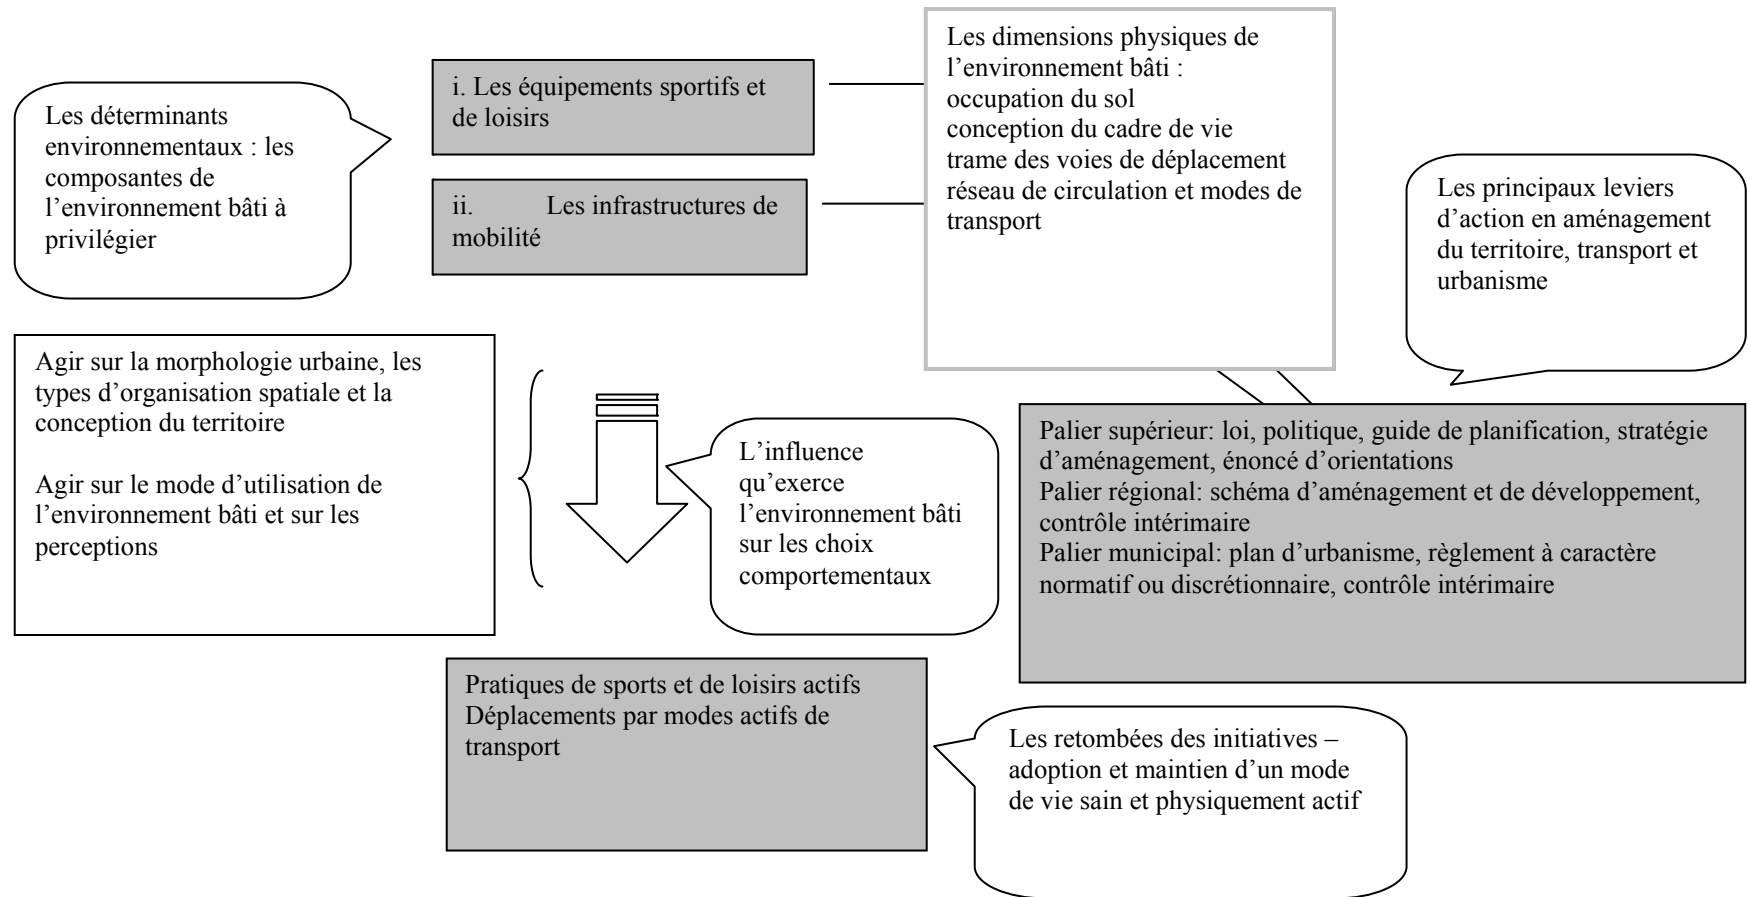 Les déterminants
environnementaux : les
composantes de
l’environnement bâti à
privilégier
i. Les équipements sportifs et
de loisirs
ii. Les infrastructures de
mobilité
Les dimensions physiques de
l’environnement bâti :
occupation du sol
conception du cadre de vie
trame des voies de déplacement
réseau de circulation et modes de
transport
Les principaux leviers
d’action en aménagement
du territoire, transport et
urbanisme
Agir sur la morphologie urbaine, les
types d’organisation spatiale et la
conception du territoire
Agir sur le mode d’utilisation de
l’environnement bâti et sur les
perceptions
L’influence
qu’exerce
l’environnement bâti
sur les choix
comportementaux
Palier supérieur: loi, politique, guide de planification, stratégie
d’aménagement, énoncé d’orientations
Palier régional: schéma d’aménagement et de développement,
contrôle intérimaire
Palier municipal: plan d’urbanisme, règlement à caractère
normatif ou discrétionnaire, contrôle intérimaire
Pratiques de sports et de loisirs actifs
Déplacements par modes actifs de
transport
Les retombées des initiatives –
adoption et maintien d’un mode
de vie sain et physiquement actif